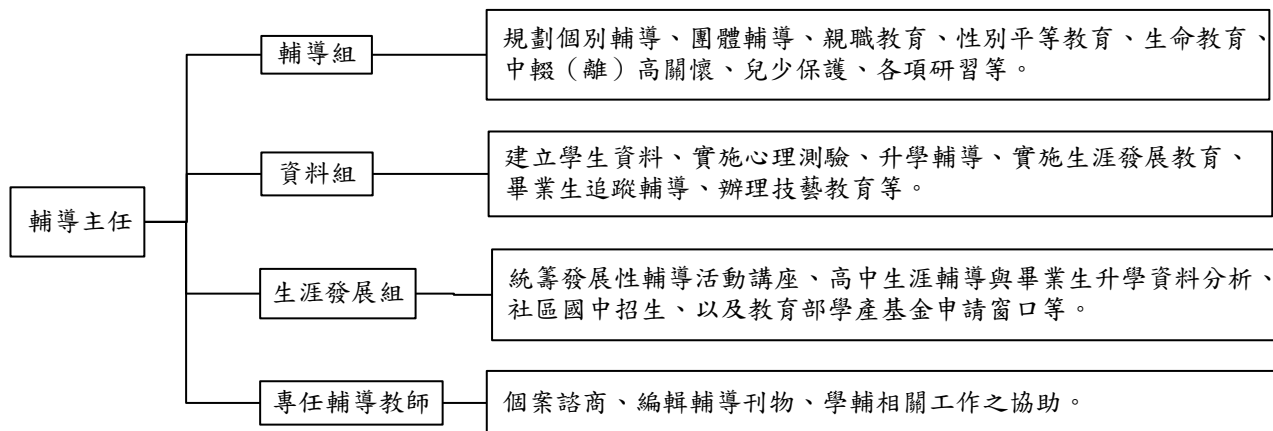 輔導主任
輔導組
規劃個別輔導、團體輔導、親職教育、性別平等教育、生命教育、
中輟（離）高關懷、兒少保護、各項研習等。
資料組
建立學生資料、實施心理測驗、升學輔導、實施生涯發展教育、
畢業生追蹤輔導、辦理技藝教育等。
生涯發展組
統籌發展性輔導活動講座、高中生涯輔導與畢業生升學資料分析、
社區國中招生、以及教育部學產基金申請窗口等。
專任輔導教師
個案諮商、編輯輔導刊物、學輔相關工作之協助。